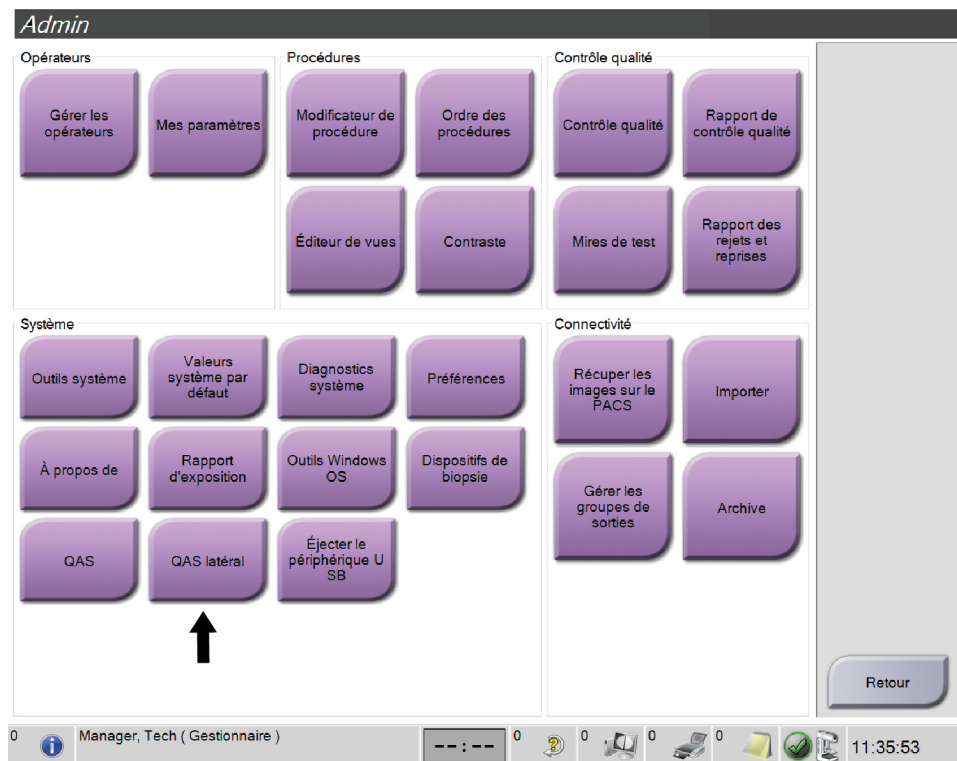 Admin
Opérateurs
Gérer les
opérateurs
Mes paramètres
Procédures
Modificateur de
procédure
Ordre des
procédures
Éditeur de vues
Contraste
Contrôle qualité
Contrôle qualité
Rapport de
contrôle qualité
Mires de test
Rapport des
rejets et
reprises
Système
Outils système
Valeurs
système par
défaut
Diagnostics
système
Préférences
À propos de
Rapport
d'exposition
Outils Windows
OS
Dispositifs de
biopsie
QAS
QAS latéral
Éjecter le
périphérique U
SB
Connectivité
Récuper les
images sur le
PACS
Importer
Gérer les
groupes de
sorties
Archive
Retour
0
Manager, Tech ( Gestionnaire )
--:--
0
0
0
0
11:35:53